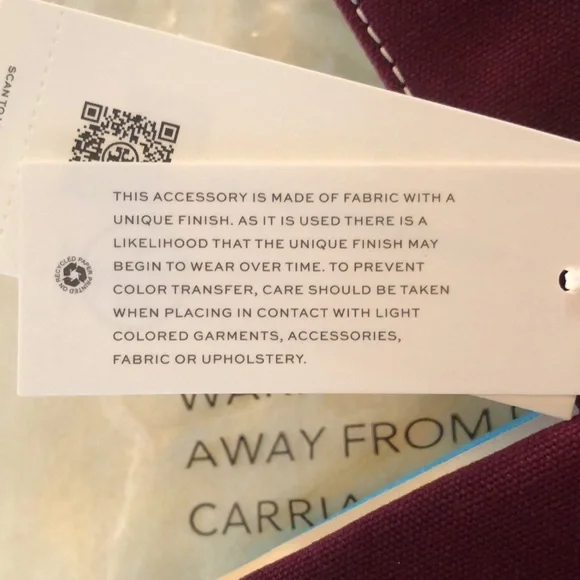 SCAN TO
THIS ACCESSORY IS MADE OF FABRIC WITH A
UNIQUE FINISH. AS IT IS USED THERE IS A
LIKELIHOOD THAT THE UNIQUE FINISH MAY
BEGIN TO WEAR OVER TIME. TO PREVENT
COLOR TRANSFER, CARE SHOULD BE TAKEN
WHEN PLACING IN CONTACT WITH LIGHT
COLORED GARMENTS, ACCESSORIES,
FABRIC OR UPHOLSTERY.
PRINTED ON RECYCLED PAPER
AWAY FROM